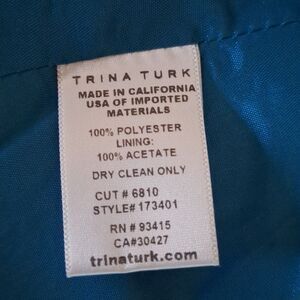 TRINA TURK
MADE IN CALIFORNIA
USA OF IMPORTED
MATERIALS
100% POLYESTER
LINING:
100% ACETATE
DRY CLEAN ONLY
CUT # 6810
STYLE# 173401
RN # 93415
CA#30427
trinaturk.com